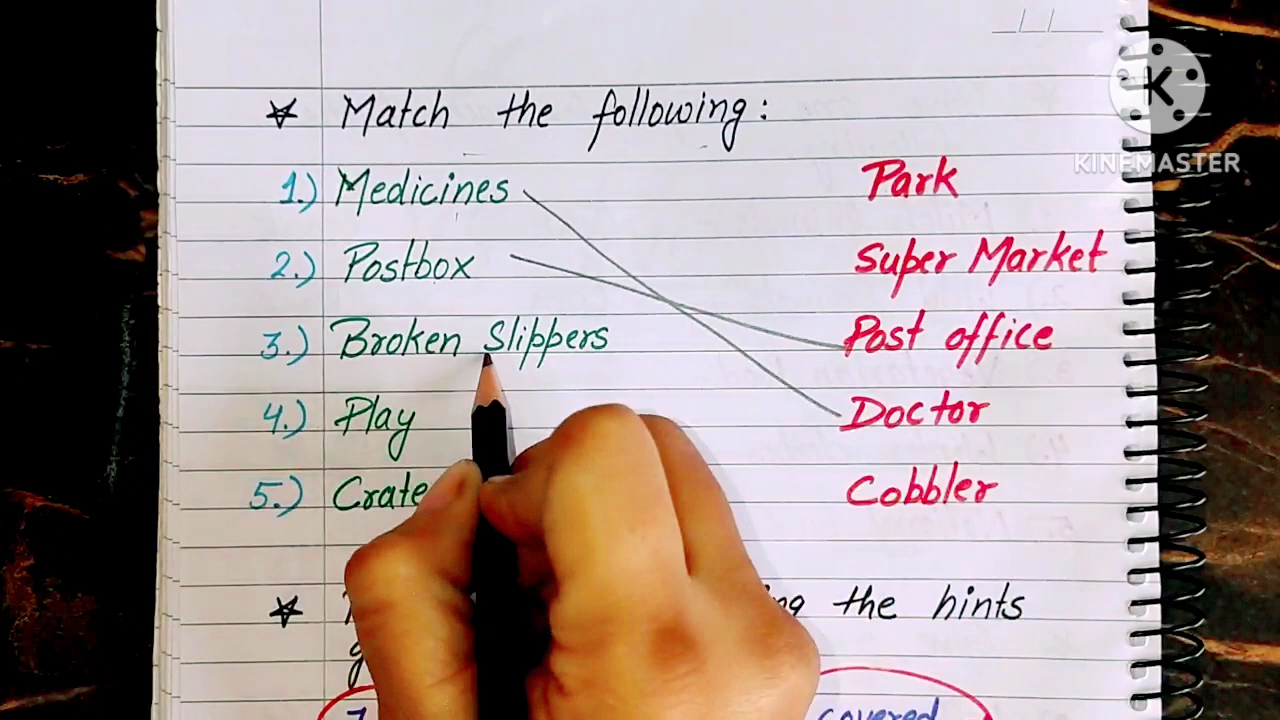 _/_/_
K
KINEMASTER
☆ Match the following:
1.) Medicines Park
2.) Postbox Super Market
3.) Broken Slippers Post office
4.) Play Doctor
5.) Crate Cobbler
☆ the hints
covered